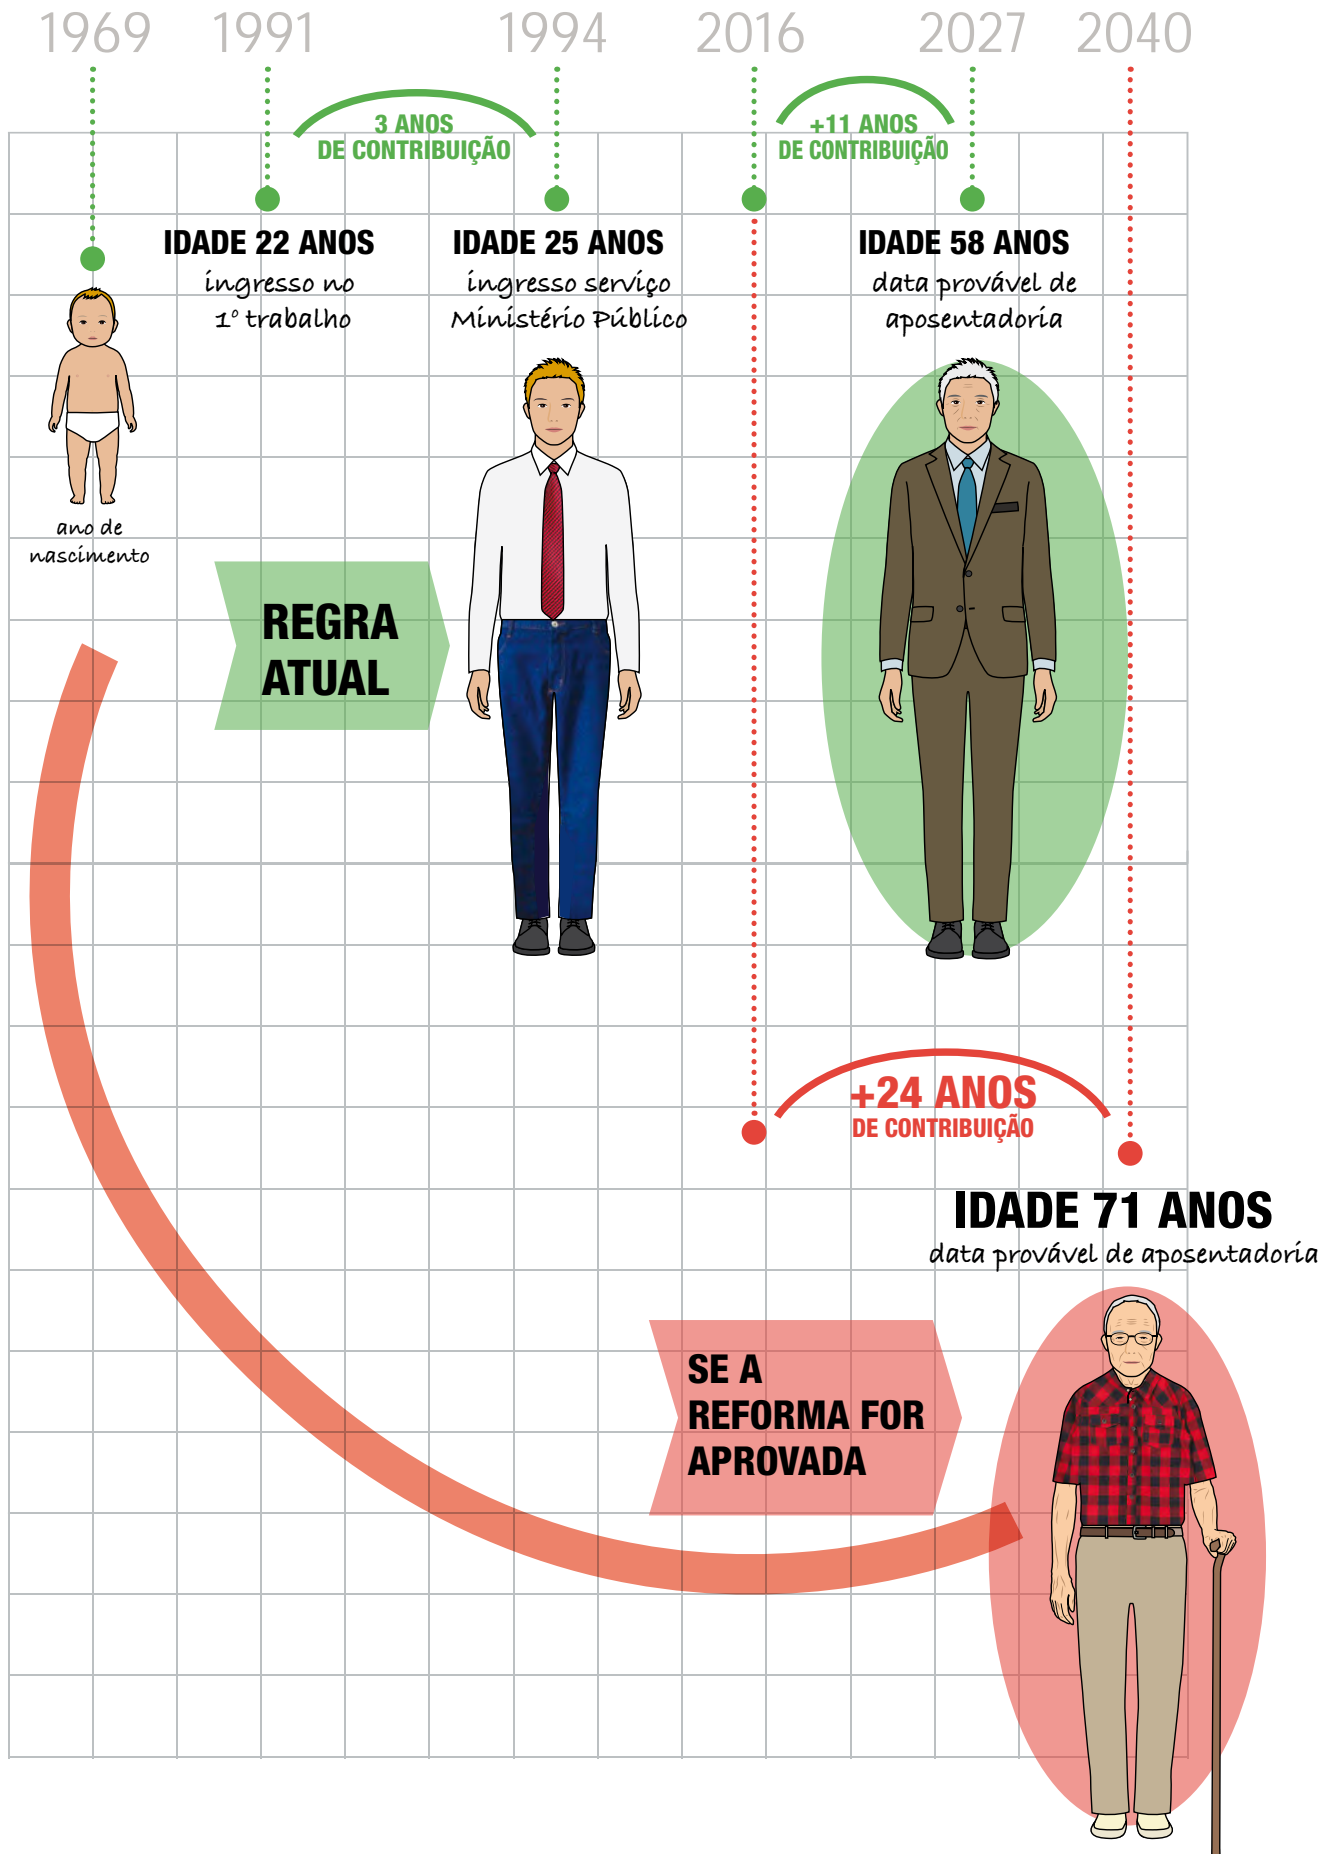 1969 1991 1994 2016 2027 2040
3 ANOS
DE CONTRIBUIÇÃO
+11 ANOS
DE CONTRIBUIÇÃO
IDADE 22 ANOS
ingresso no
1º trabalho
IDADE 25 ANOS
ingresso serviço
Ministério Público
IDADE 58 ANOS
data provável de
aposentadoria
ano de
nascimento
REGRA
ATUAL
+24 ANOS
DE CONTRIBUIÇÃO
IDADE 71 ANOS
data provável de aposentadoria
SE A
REFORMA FOR
APROVADA